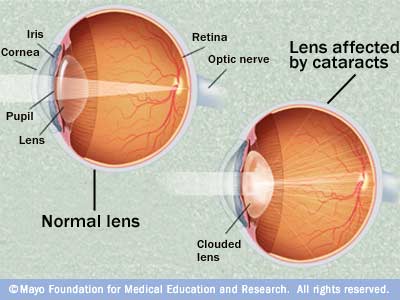 Iris
Cornea
Pupil
Lens
Retina
Optic nerve
Normal lens
Lens affected
by cataracts
Clouded
lens
© Mayo Foundation for Medical Education and Research. All rights reserved.